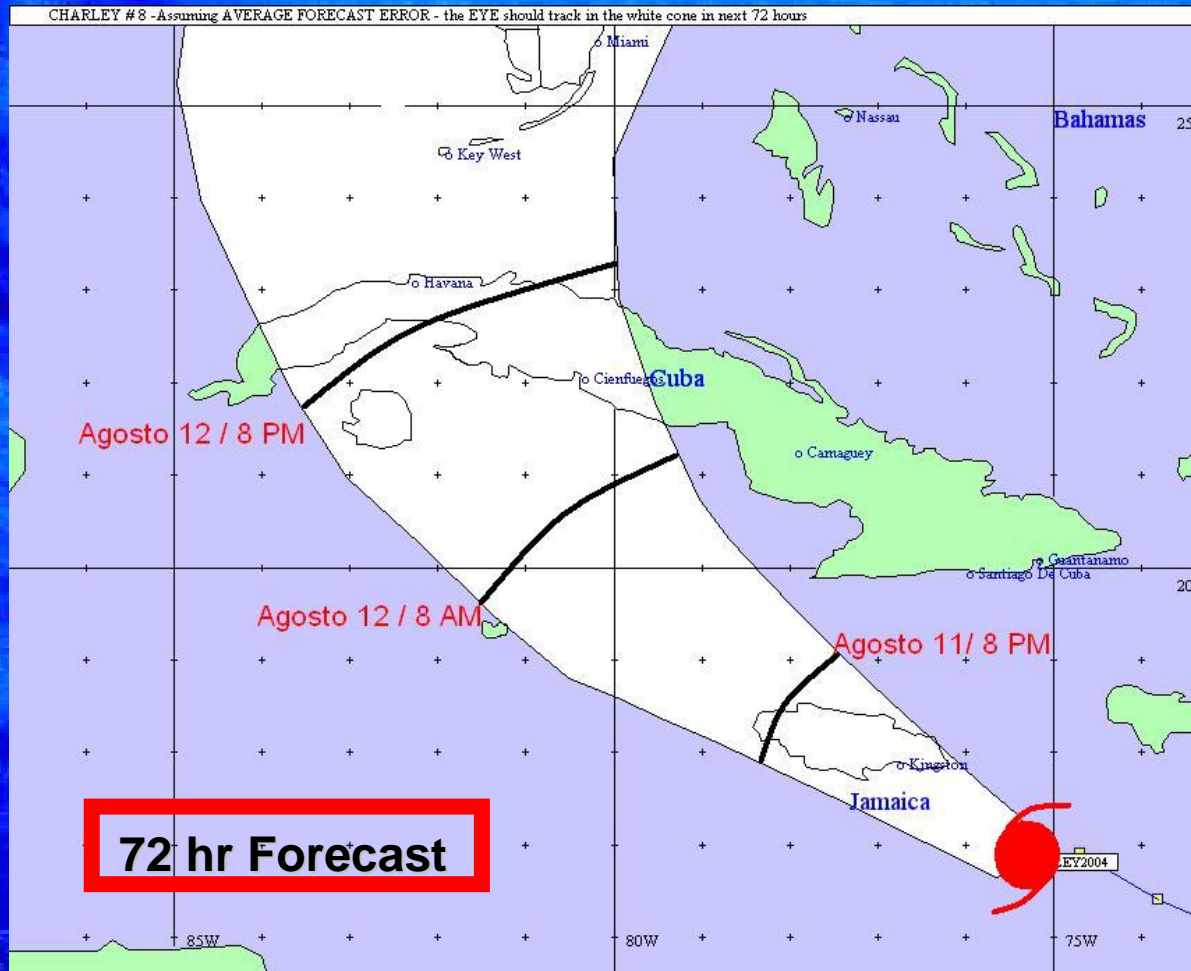 CHARLEY # 8 -Assuming AVERAGE FORECAST ERROR - the EYE should track in the white cone in next 72 hours
o Miami
o Nassau
Bahamas
25
o Key West
o Havana
o Cienfuegos
Cuba
Agosto 12 / 8 PM
o Camaguey
o Guantanamo
o Santiago De Cuba
20
Agosto 12 / 8 AM
Agosto 11/ 8 PM
o Kingston
Jamaica
72 hr Forecast
EY2004
85W
80W
75W